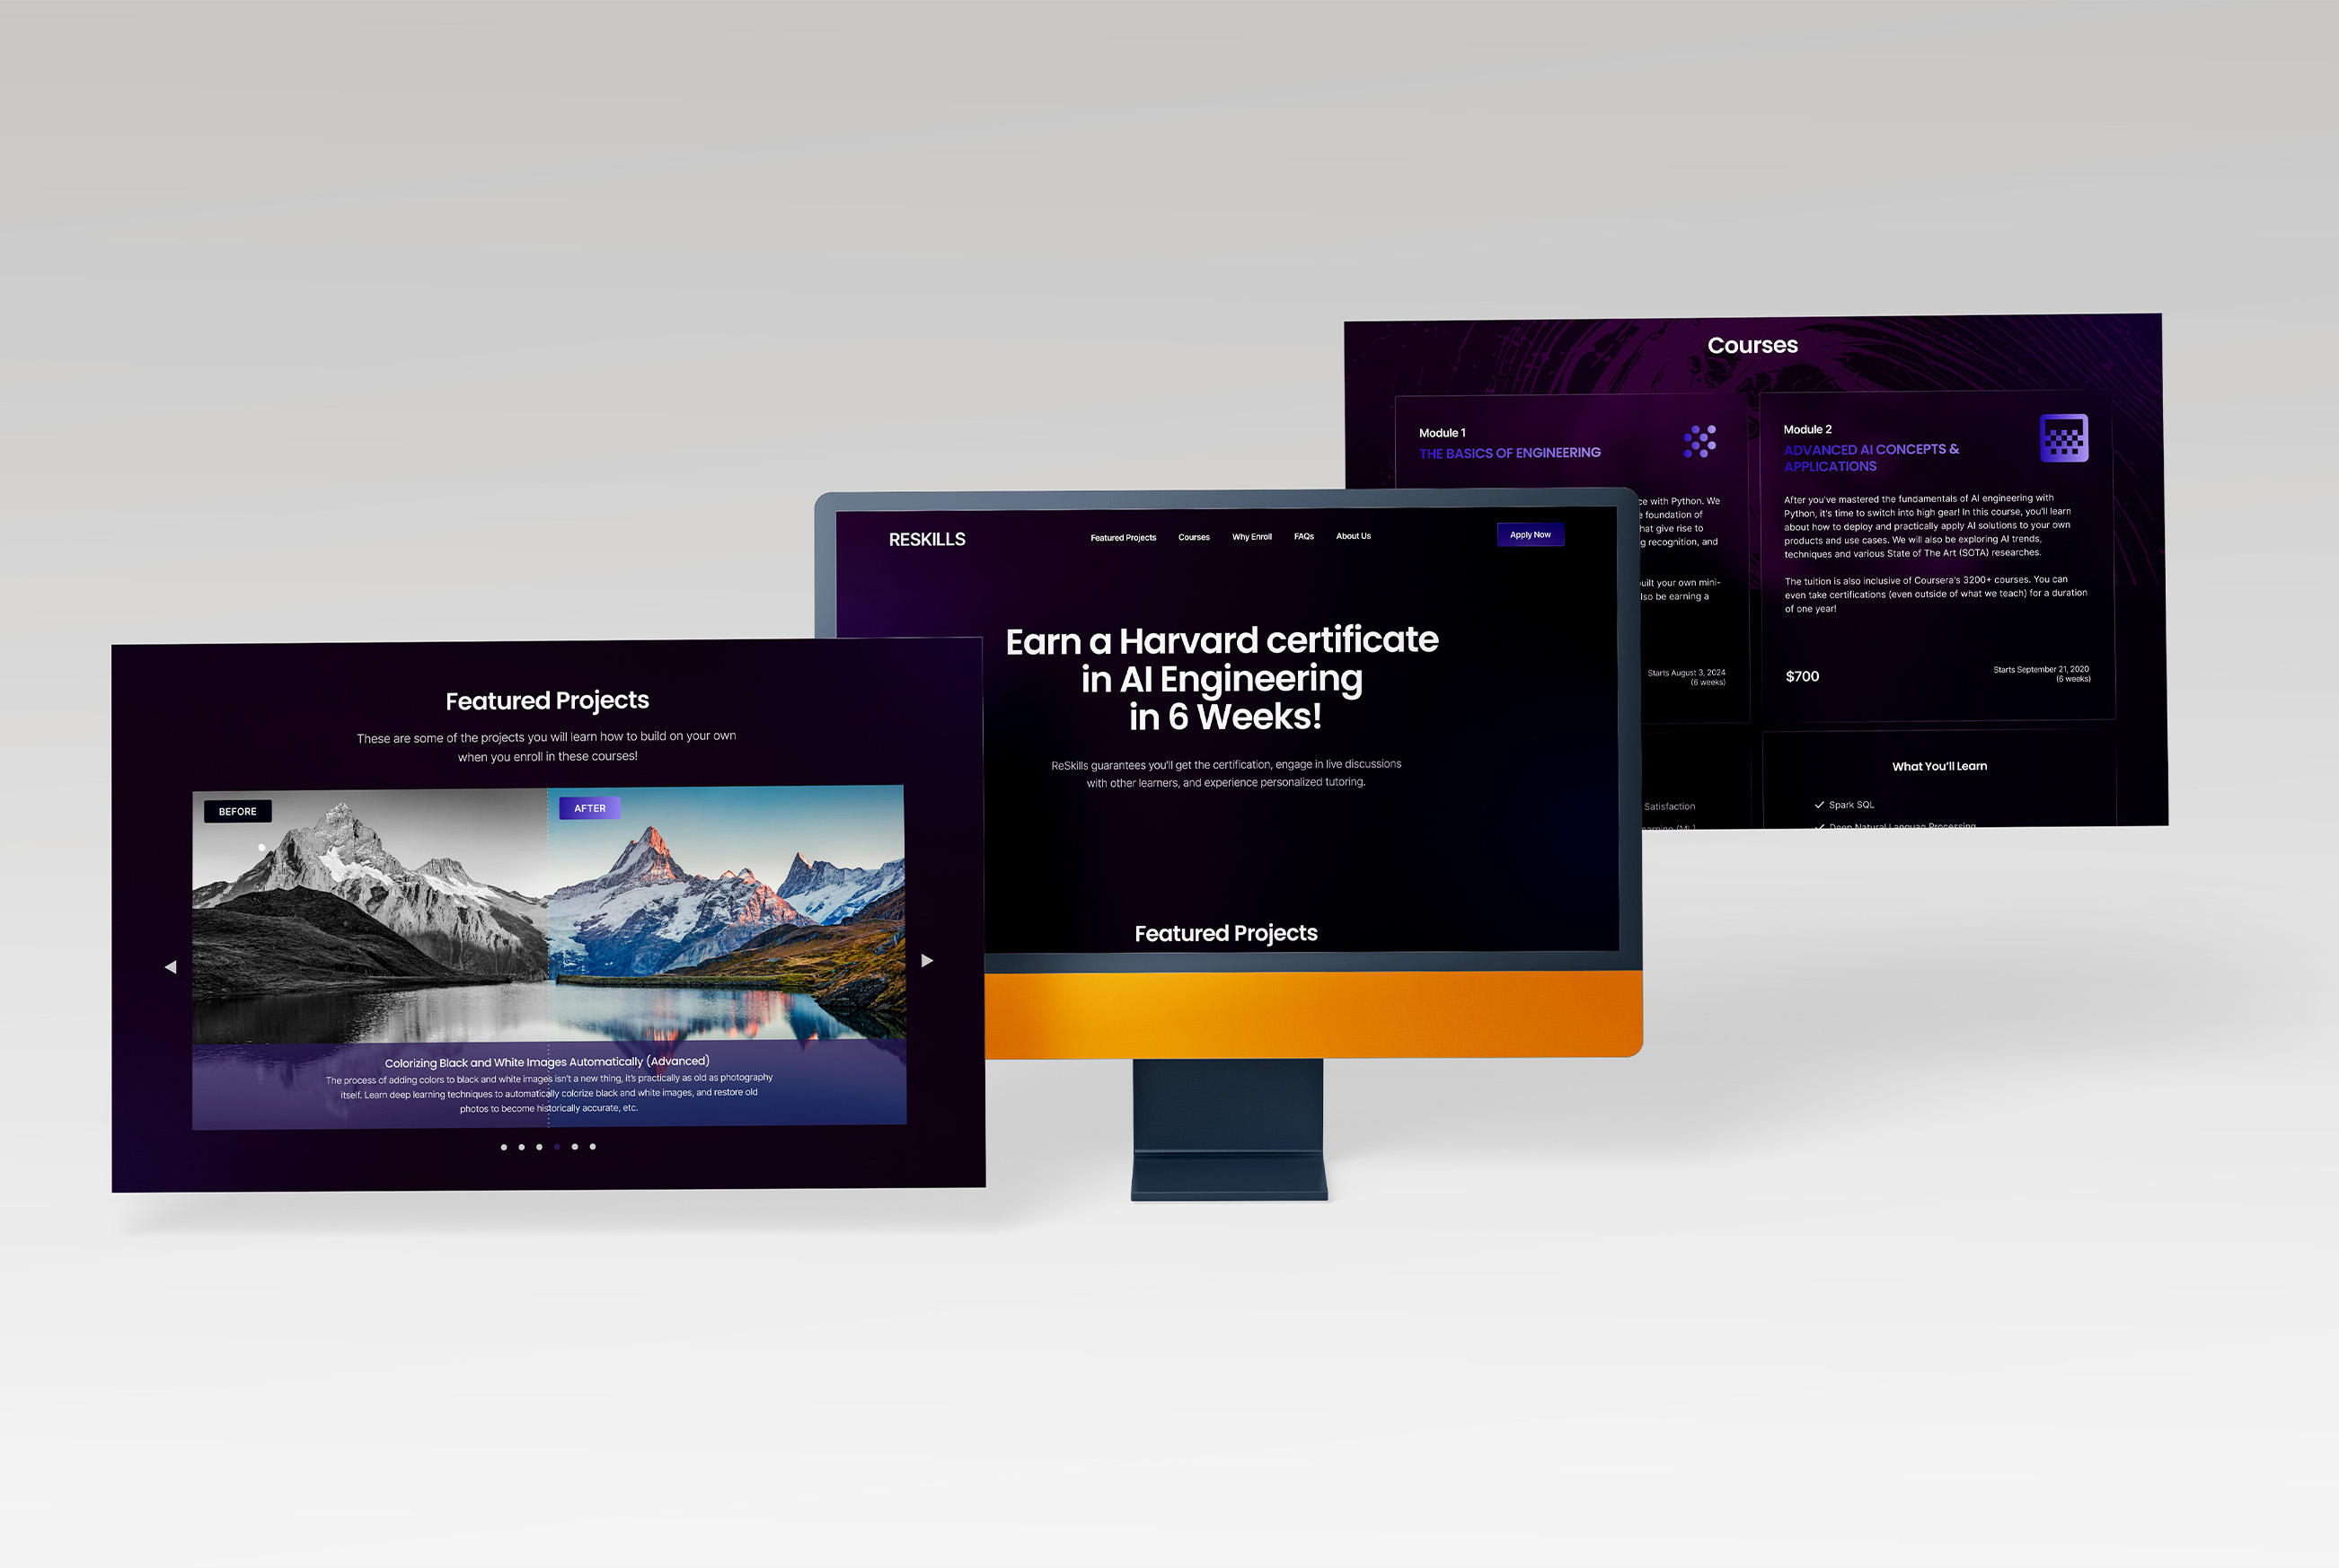 Courses
Module 1
THE BASICS OF ENGINEERING
with Python. We
foundation of
hat give rise to
g recognition, and
uilt your own mini-
lso be earning a
Starts August 3, 2024
(6 weeks)
Satisfaction
(ML)
Module 2
ADVANCED AI CONCEPTS &
APPLICATIONS
After you've mastered the fundamentals of AI engineering with
Python, it's time to switch into high gear! In this course, you'll learn
about how to deploy and practically apply AI solutions to your own
products and use cases. We will also be exploring AI trends,
techniques and various State of The Art (SOTA) researches.
The tuition is also inclusive of Coursera's 3200+ courses. You can
even take certifications (even outside of what we teach) for a duration
of one year!
$700
Starts September 21, 2020
(6 weeks)
What You'll Learn
✓ Spark SQL
✓ Deep Natural Languag Processing
RESKILLS
Featured Projects Courses Why Enroll FAQs About Us
Apply Now
Earn a Harvard certificate
in AI Engineering
in 6 Weeks!
ReSkills guarantees you'll get the certification, engage in live discussions
with other learners, and experience personalized tutoring.
Featured Projects
Featured Projects
These are some of the projects you will learn how to build on your own
when you enroll in these courses!
BEFORE
AFTER
Colorizing Black and White Images Automatically (Advanced)
The process of adding colors to black and white images isn't a new thing, it's practically as old as photography
itself. Learn deep learning techniques to automatically colorize black and white images, and restore old
photos to become historically accurate, etc.